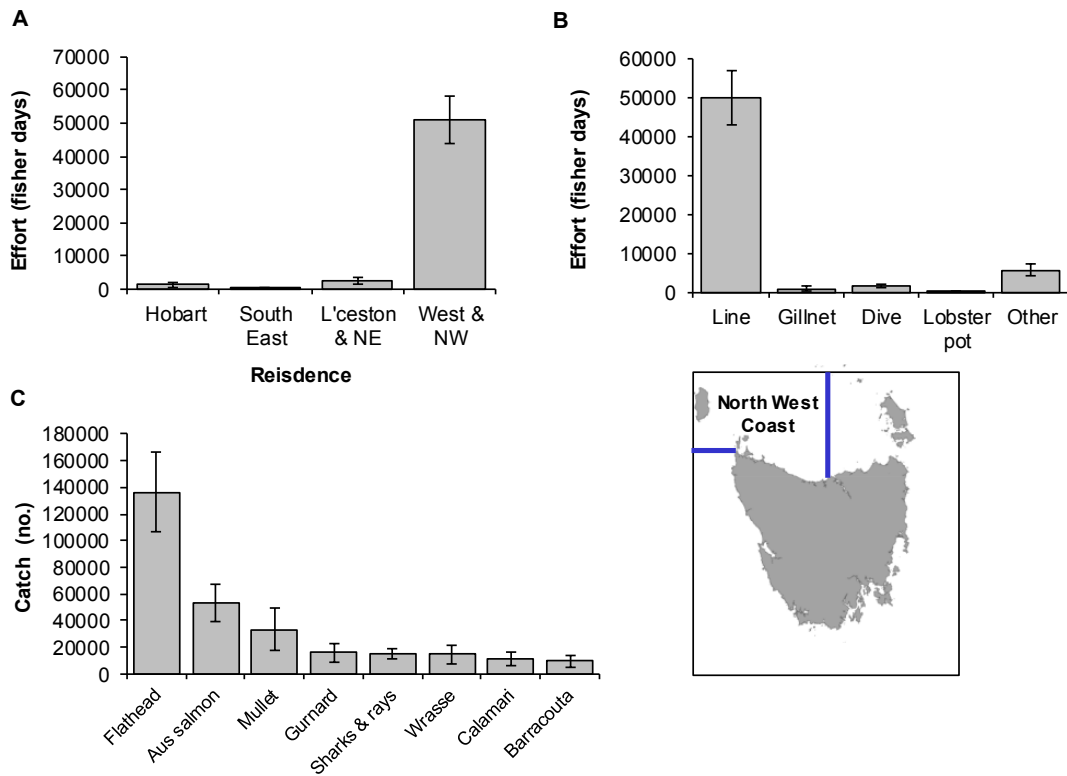 A
Effort (fisher days)
70000
60000
50000
40000
30000
20000
10000
0
Hobart
South
East
L'ceston
& NE
West &
NW
Reisdence
B
Effort (fisher days)
60000
50000
40000
30000
20000
10000
0
Line
Gillnet
Dive
Lobster
pot
Other
C
Catch (no.)
180000
160000
140000
120000
100000
80000
60000
40000
20000
0
Flathead
Aus salmon
Mullet
Gurnard
Sharks & rays
Wrasse
Calamari
Barracouta
North West
Coast